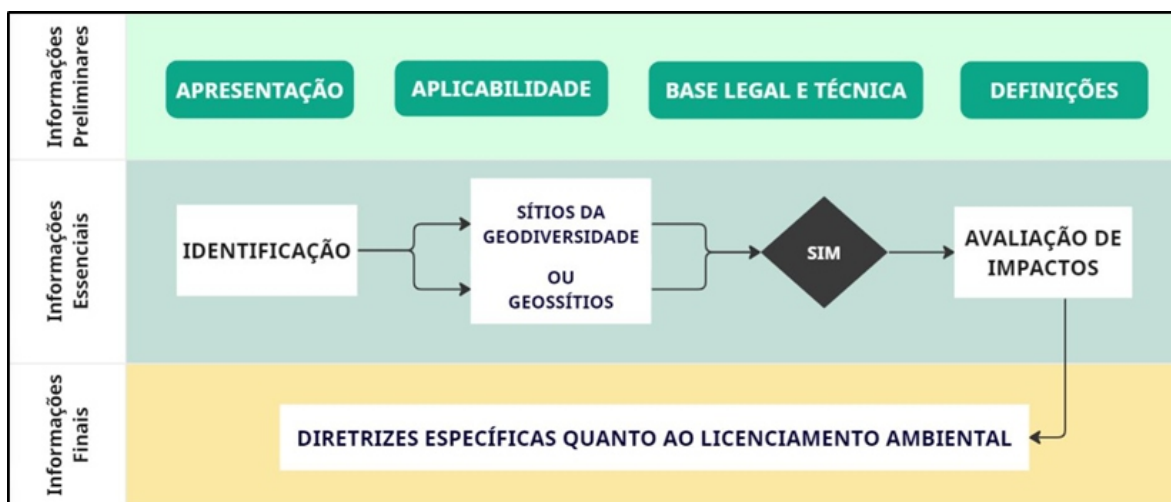 Informações
Preliminares
APRESENTAÇÃO
APLICABILIDADE
BASE LEGAL E TÉCNICA
DEFINIÇÕES
Informações
Essenciais
IDENTIFICAÇÃO
SÍTIOS DA
GEODIVERSIDADE
OU
GEOSSÍTIOS
SIM
AVALIAÇÃO DE
IMPACTOS
Informações
Finais
DIRETRIZES ESPECÍFICAS QUANTO AO LICENCIAMENTO AMBIENTAL